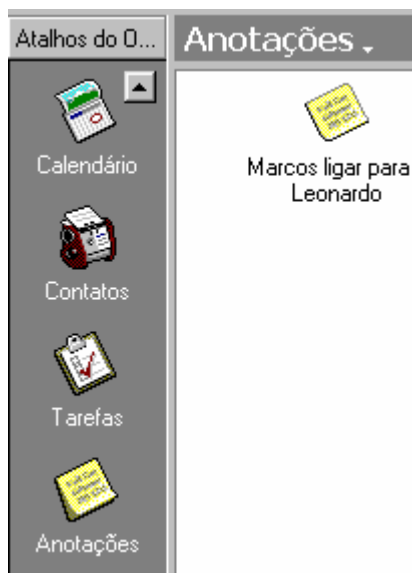 Atalhos do O...
Calendário
Contatos
Tarefas
Anotações
Anotações
Marcos ligar para
Leonardo